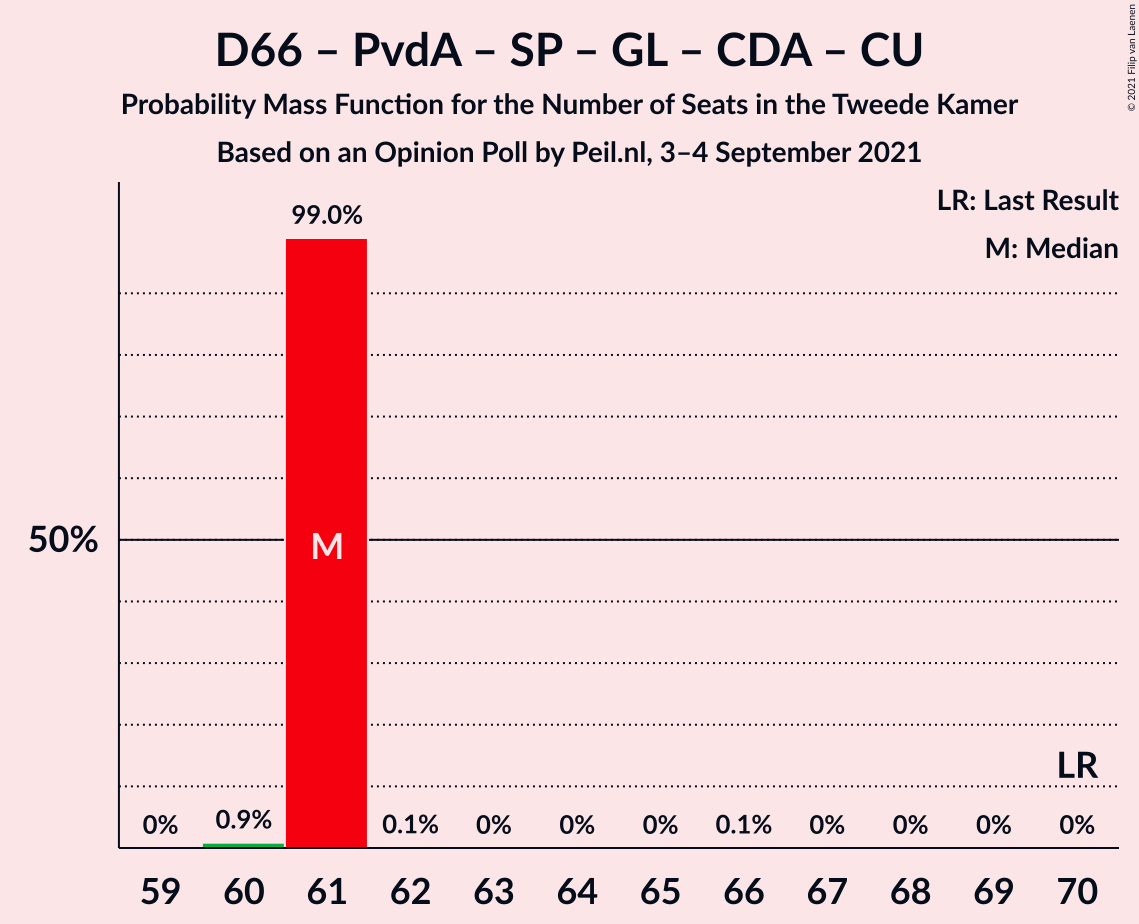 D66 – PvdA – SP – GL – CDA – CU
Probability Mass Function for the Number of Seats in the Tweede Kamer
Based on an Opinion Poll by Peil.nl, 3–4 September 2021
© 2021 Filip van Laenen
LR: Last Result
M: Median
99.0%
50%
M
LR
0% 0.9% 0.1% 0% 0% 0% 0.1% 0% 0% 0% 0%
59 60 61 62 63 64 65 66 67 68 69 70